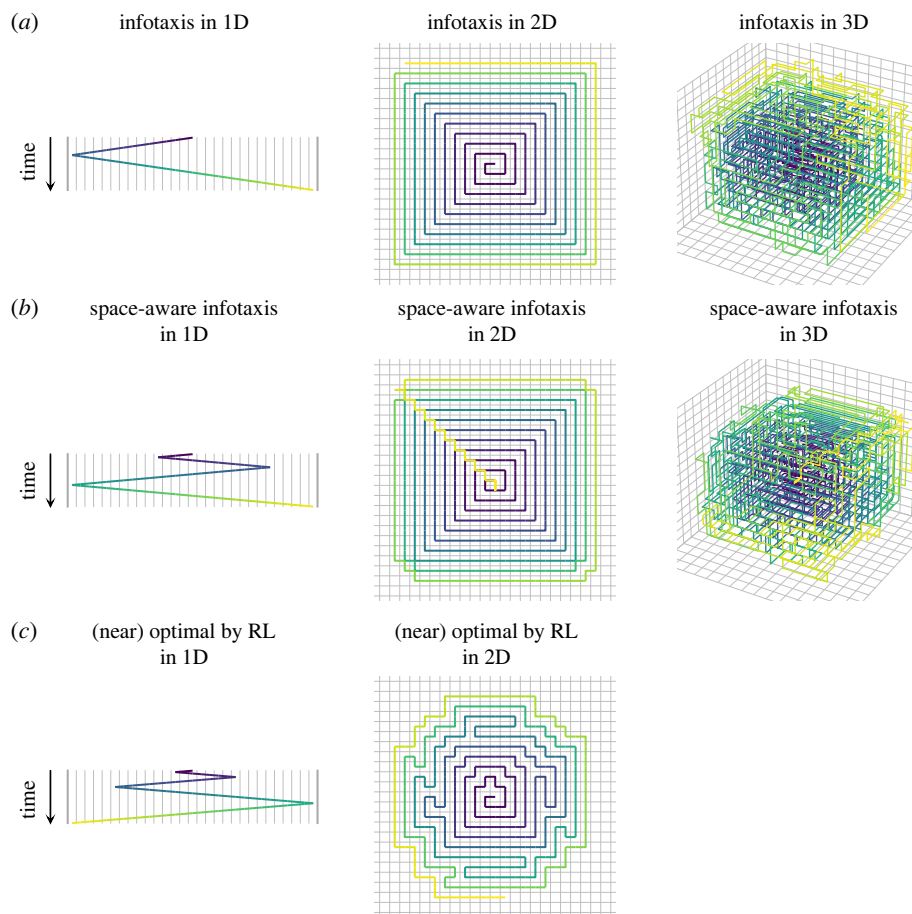 (a)
infotaxis in 1D
infotaxis in 2D
infotaxis in 3D
time
(b)
space-aware infotaxis
in 1D
space-aware infotaxis
in 2D
space-aware infotaxis
in 3D
time
(c)
(near) optimal by RL
in 1D
(near) optimal by RL
in 2D
time